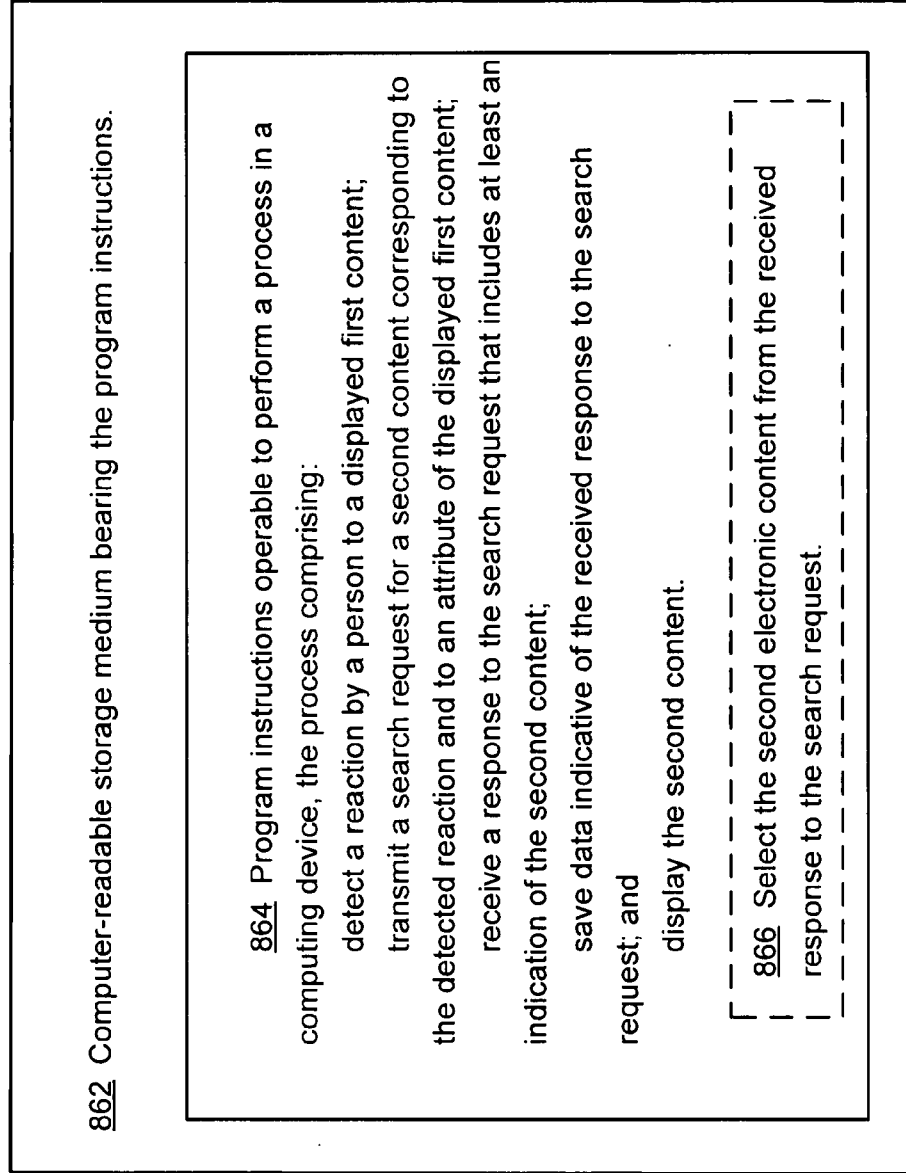 862 Computer-readable storage medium bearing the program instructions.
864 Program instructions operable to perform a process in a
computing device, the process comprising:
detect a reaction by a person to a displayed first content;
transmit a search request for a second content corresponding to
the detected reaction and to an attribute of the displayed first content;
receive a response to the search request that includes at least an
indication of the second content;
save data indicative of the received response to the search
request; and
display the second content.
866 Select the second electronic content from the received
response to the search request.